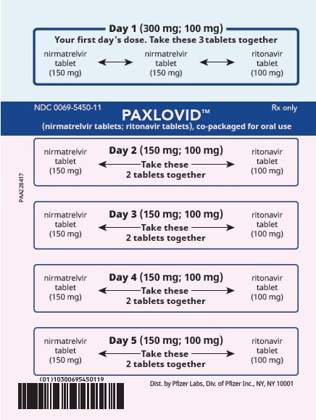 Day 1 (300 mg; 100 mg)
Your first day's dose. Take these 3 tablets together
nirmatrelvir tablet (150 mg)
nirmatrelvir tablet (150 mg)
ritonavir tablet (100 mg)
NDC 0069-5450-11
PAXLOVID™
Rx only
(nirmatrelvir tablets; ritonavir tablets), co-packaged for oral use
Day 2 (150 mg; 100 mg)
nirmatrelvir tablet (150 mg)
Take these
2 tablets together
ritonavir tablet (100 mg)
PAA228417
Day 3 (150 mg; 100 mg)
nirmatrelvir tablet (150 mg)
Take these
2 tablets together
ritonavir tablet (100 mg)
Day 4 (150 mg; 100 mg)
nirmatrelvir tablet (150 mg)
Take these
2 tablets together
ritonavir tablet (100 mg)
Day 5 (150 mg; 100 mg)
nirmatrelvir tablet (150 mg)
Take these
2 tablets together
ritonavir tablet (100 mg)
(01)10300695450119
Dist. by Pfizer Labs, Div. of Pfizer Inc., NY, NY 10001